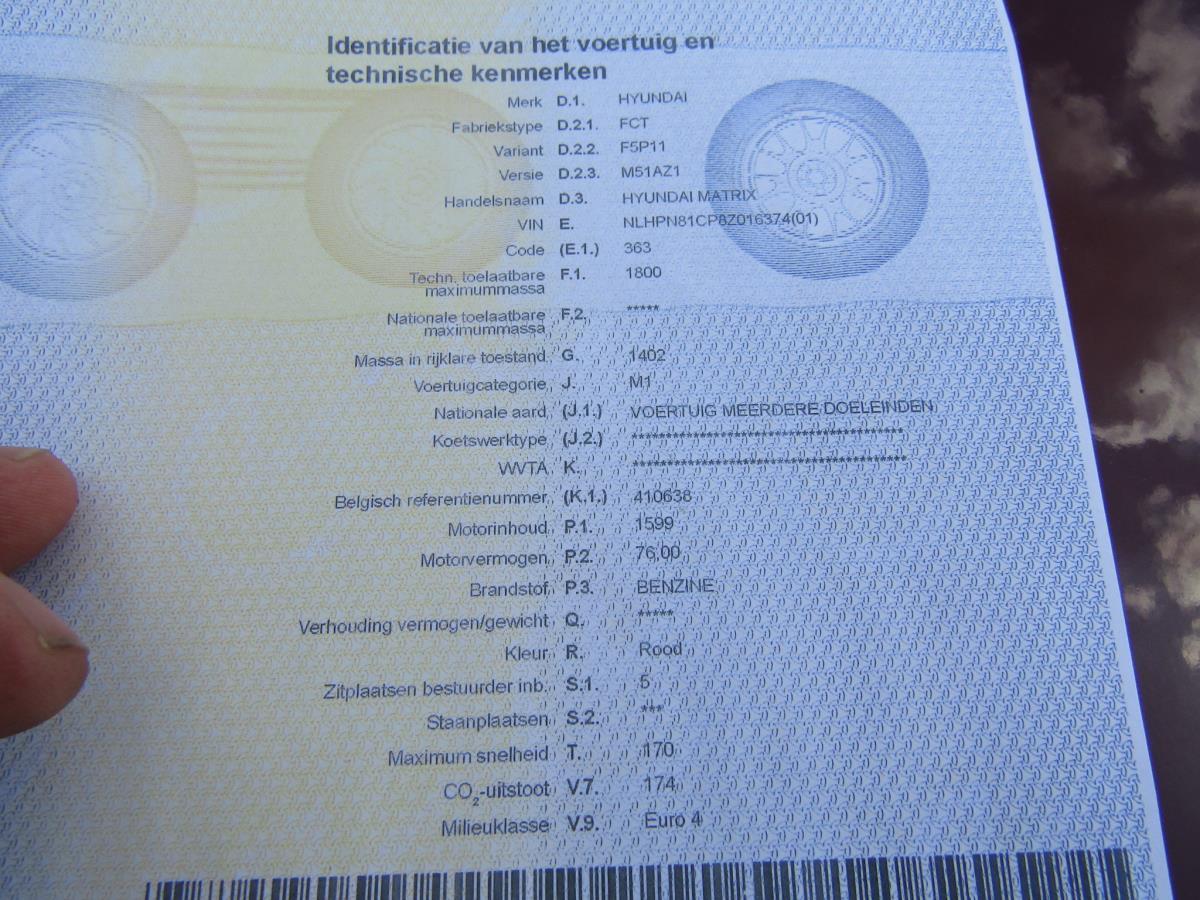 Identificatie van het voertuig en
technische kenmerken
Merk D.1. HYUNDAI
Fabriekstype D.2.1. FCT
Variant D.2.2. F5P11
Versie D.2.3. M51AZ1
Handelsnaam D.3. HYUNDAI MATRIX
VIN E. NLHPN81CP8Z016374(01)
Code (E.1.) 363
Techn. toelaatbare F.1. 1800
maximummassa
Nationale toelaatbare F.2. *****
maximummassa
Massa in rijklare toestand G. 1402
Voertuigcategorie J. M1
Nationale aard (J.1.) VOERTUIG MEERDERE DOELEINDEN
Koetswerktype (J.2.) ****************************************
WVTA K. ****************************************
Belgisch referentienummer (K.1.) 410638
Motorinhoud P.1. 1599
Motorvermogen P.2. 76,00
Brandstof P.3. BENZINE
Verhouding vermogen/gewicht Q. *****
Kleur R. Rood
Zitplaatsen bestuurder inb. S.1. 5
Staanplaatsen S.2. ***
Maximum snelheid T. 170
CO2-uitstoot V.7. 174
Milieuklasse V.9. Euro 4